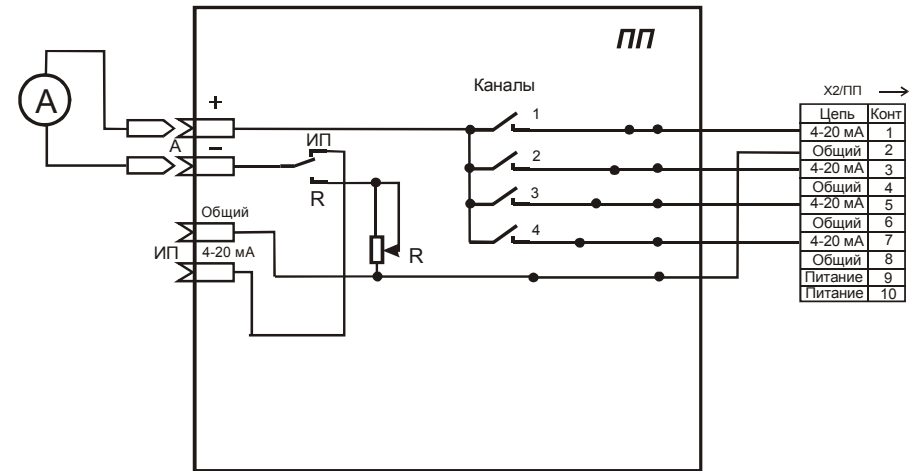 ПП
Каналы
А
+
А
−
ИП
R
Общий
ИП
4-20 мА
R
1
2
3
4
Х2/ПП
Цепь Конт
4-20 мА 1
Общий 2
4-20 мА 3
Общий 4
4-20 мА 5
Общий 6
4-20 мА 7
Общий 8
Питание 9
Питание 10